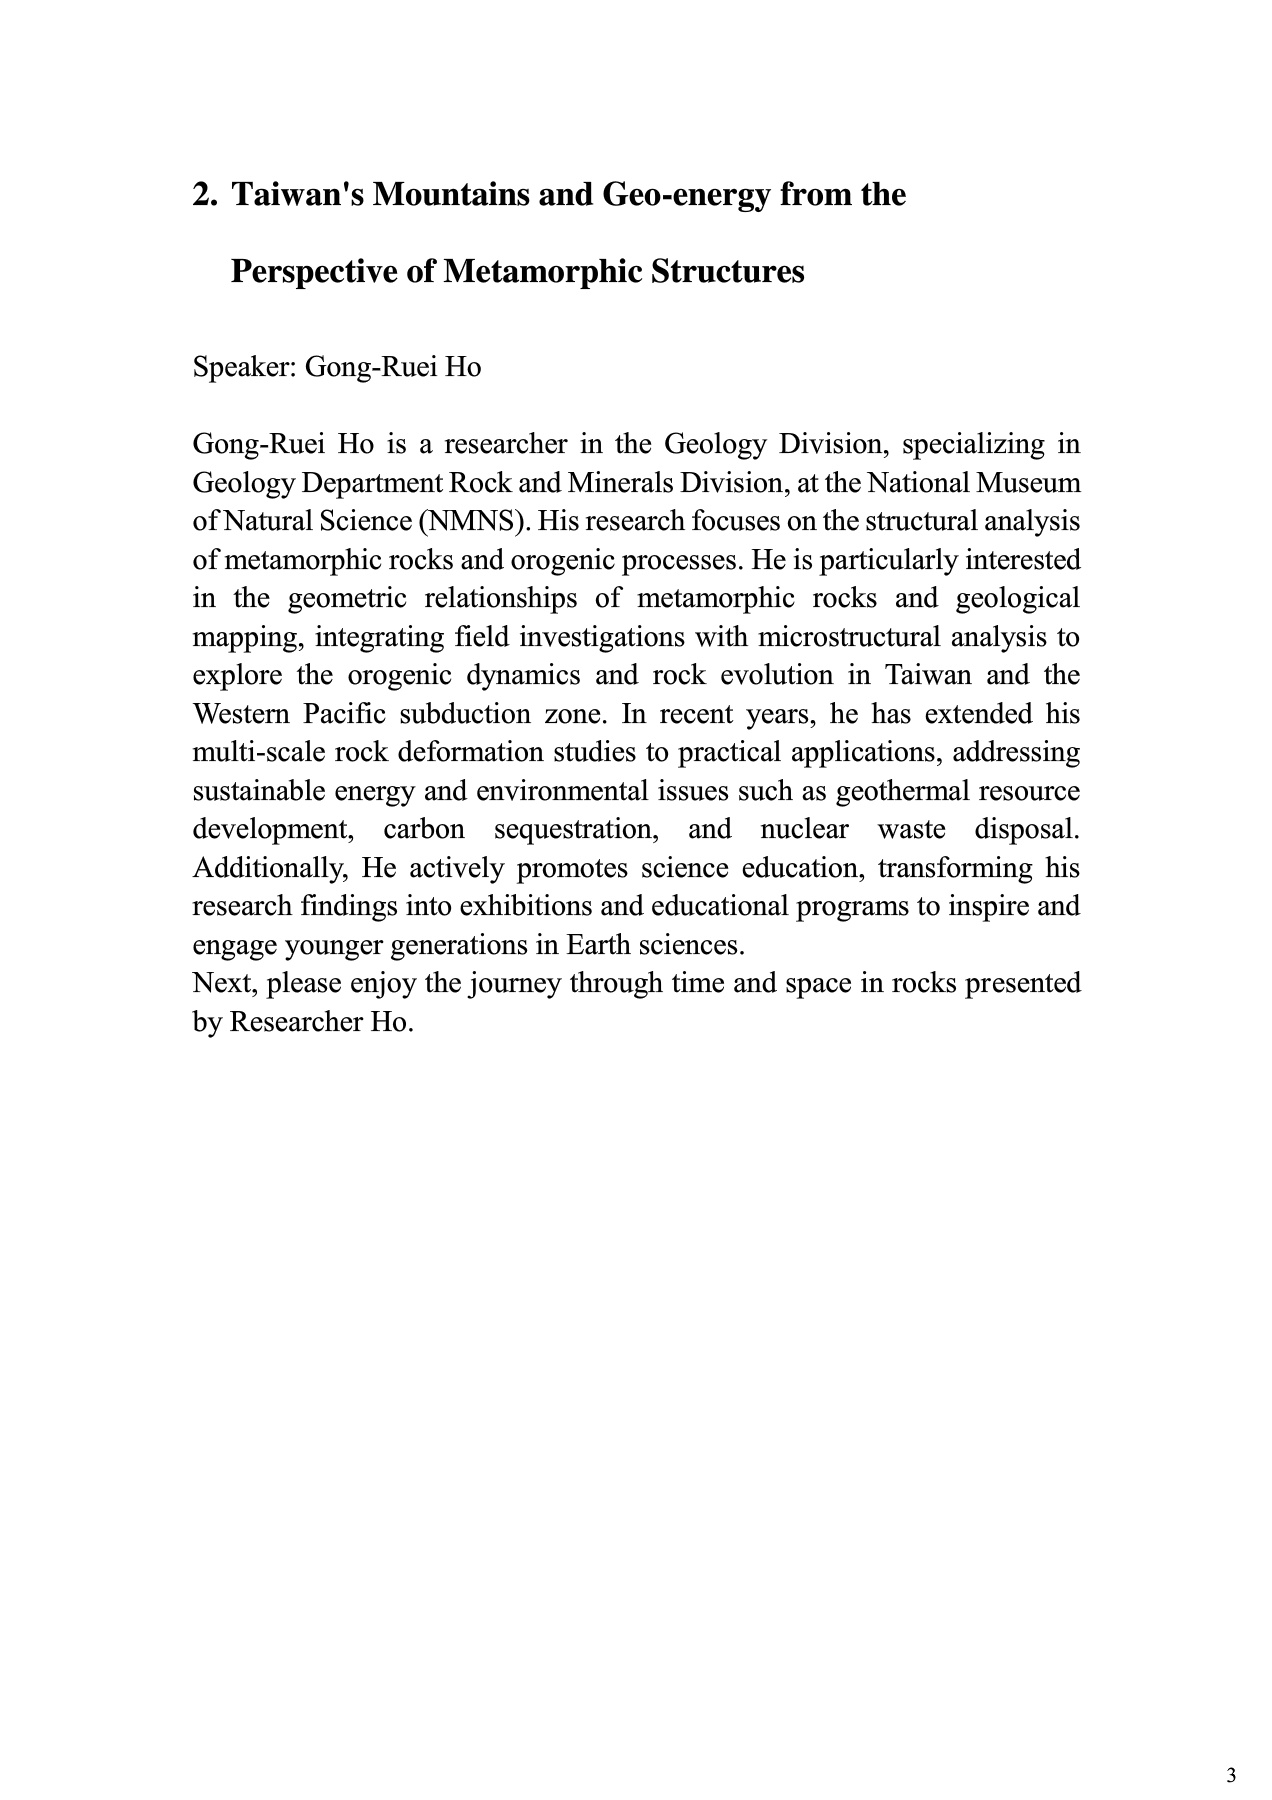 2. Taiwan's Mountains and Geo-energy from the
Perspective of Metamorphic Structures
Speaker: Gong-Ruei Ho
Gong-Ruei Ho is a researcher in the Geology Division, specializing in
Geology Department Rock and Minerals Division, at the National Museum
of Natural Science (NMNS). His research focuses on the structural analysis
of metamorphic rocks and orogenic processes. He is particularly interested
in the geometric relationships of metamorphic rocks and geological
mapping, integrating field investigations with microstructural analysis to
explore the orogenic dynamics and rock evolution in Taiwan and the
Western Pacific subduction zone. In recent years, he has extended his
multi-scale rock deformation studies to practical applications, addressing
sustainable energy and environmental issues such as geothermal resource
development, carbon sequestration, and nuclear waste disposal.
Additionally, He actively promotes science education, transforming his
research findings into exhibitions and educational programs to inspire and
engage younger generations in Earth sciences.
Next, please enjoy the journey through time and space in rocks presented
by Researcher Ho.
3